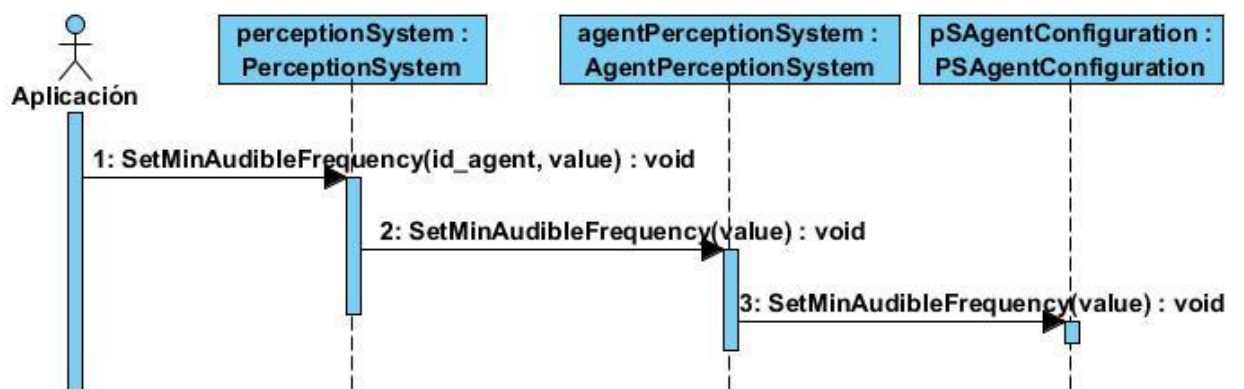 perceptionSystem :
PerceptionSystem
agentPerceptionSystem :
AgentPerceptionSystem
pSAgentConfiguration :
PSAgentConfiguration
Aplicación
1: SetMinAudibleFrequency(id_agent, value) : void
2: SetMinAudibleFrequency(value) : void
3: SetMinAudibleFrequency(value) : void